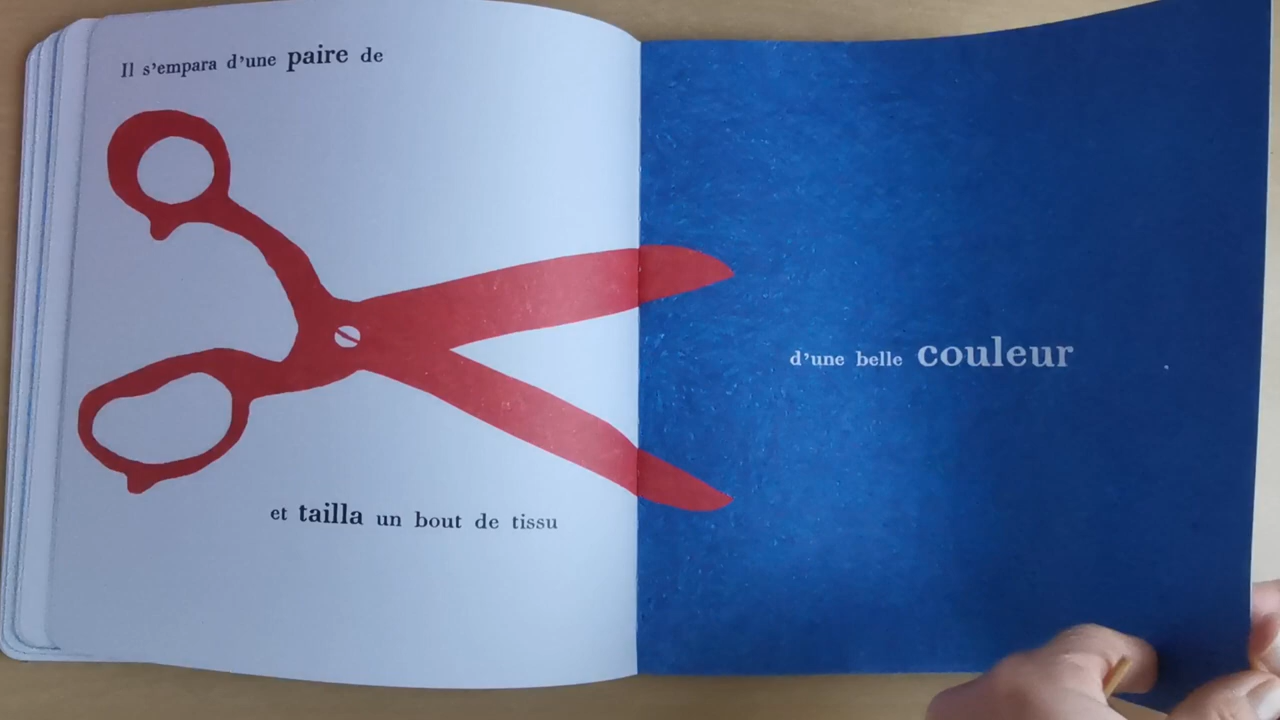 Il s'empara d'une paire de
et tailla un bout de tissu
d'une belle couleur